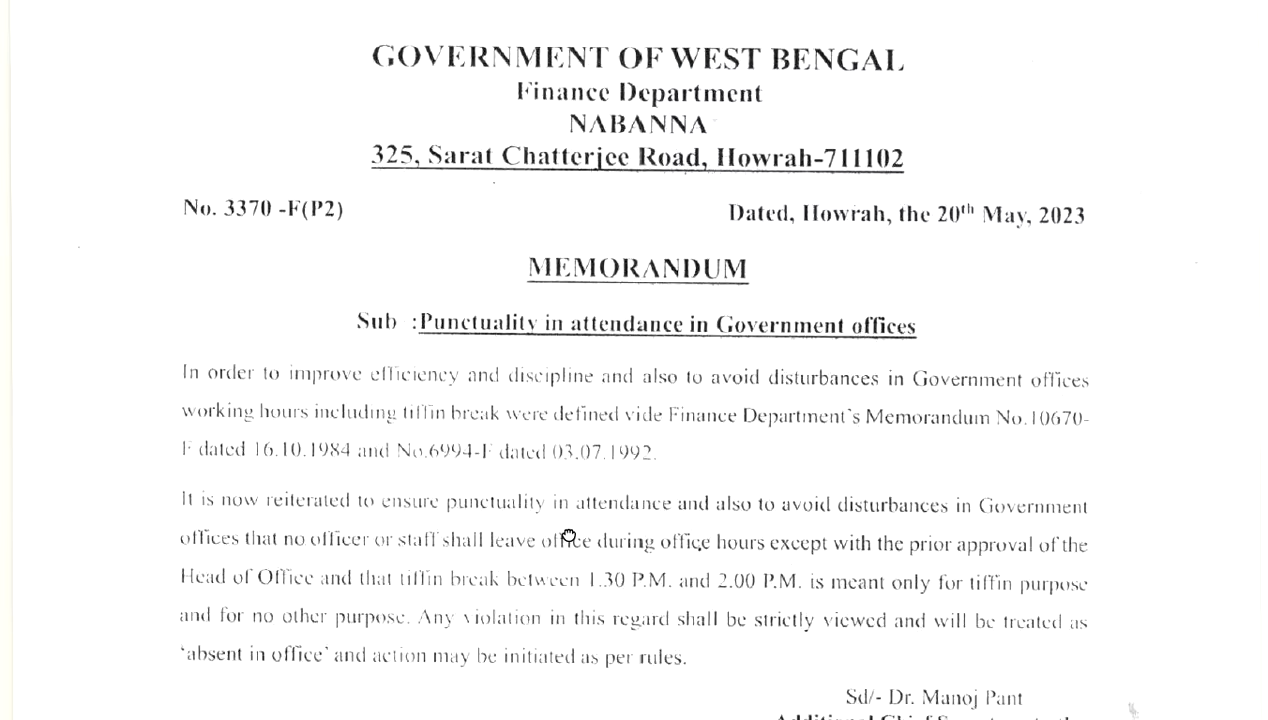 GOVERNMENT OF WEST BENGAL
Finance Department
NABANNA
325, Sarat Chatterjee Road, Howrah-711102
No. 3370 -F(P2)
Dated, Howrah, the 20th May, 2023
MEMORANDUM
Sub :Punctuality in attendance in Government offices
In order to improve efficiency and discipline and also to avoid disturbances in Government offices
working hours including tiffin break were defined vide Finance Department's Memorandum No.10670-
F dated 16.10.1984 and No.6994-F dated 03.07.1992.
It is now reiterated to ensure punctuality in attendance and also to avoid disturbances in Government
offices that no officer or staff shall leave office during office hours except with the prior approval of the
Head of Office and that tiffin break between 1.30 P.M. and 2.00 P.M. is meant only for tiffin purpose
and for no other purpose. Any violation in this regard shall be strictly viewed and will be treated as
'absent in office' and action may be initiated as per rules.
Sd/- Dr. Manoj Pant